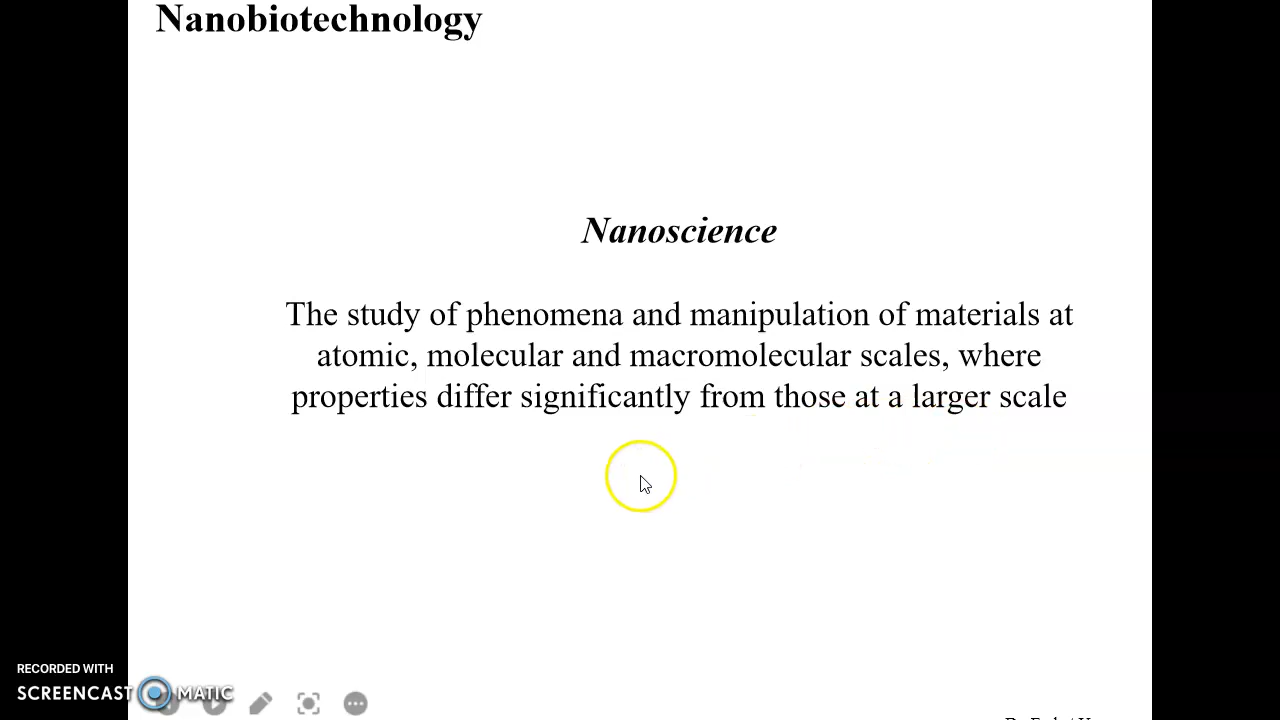 Nanobiotechnology
Nanoscience
The study of phenomena and manipulation of materials at
atomic, molecular and macromolecular scales, where
properties differ significantly from those at a larger scale
RECORDED WITH
SCREENCAST MATIC